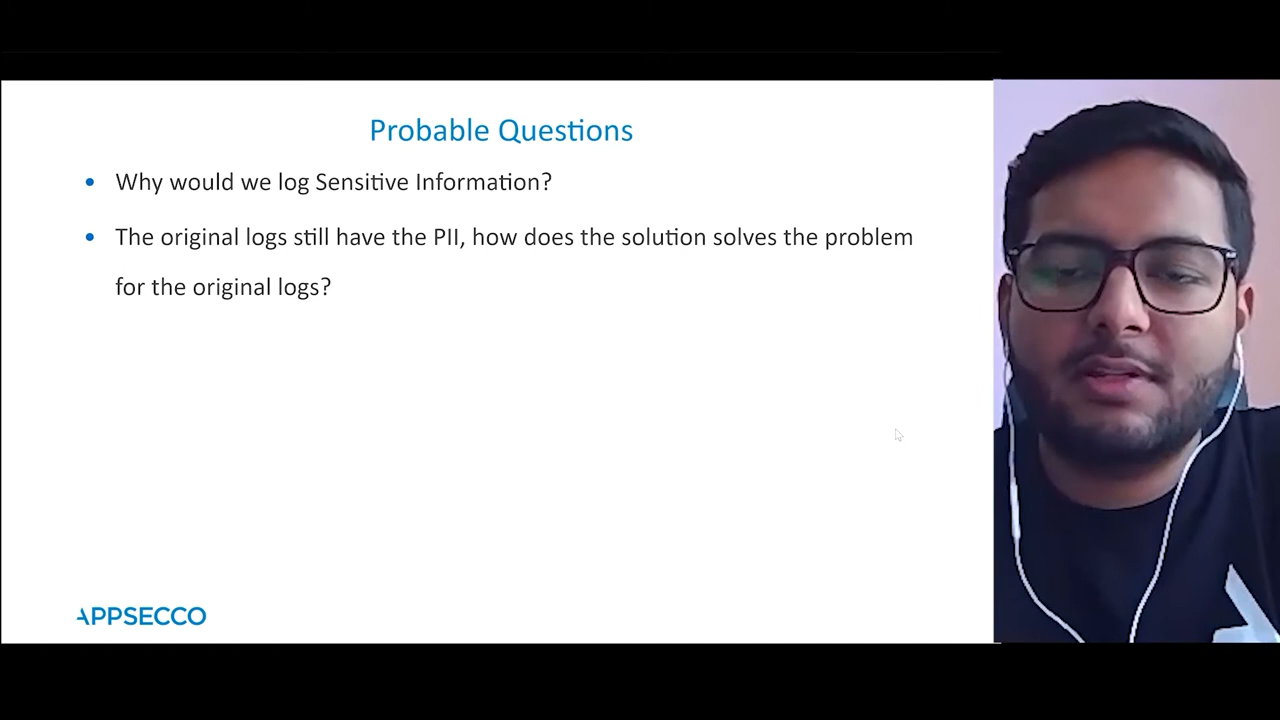 Probable Questions
• Why would we log Sensitive Information?
• The original logs still have the PII, how does the solution solves the problem
for the original logs?
APPSECCO